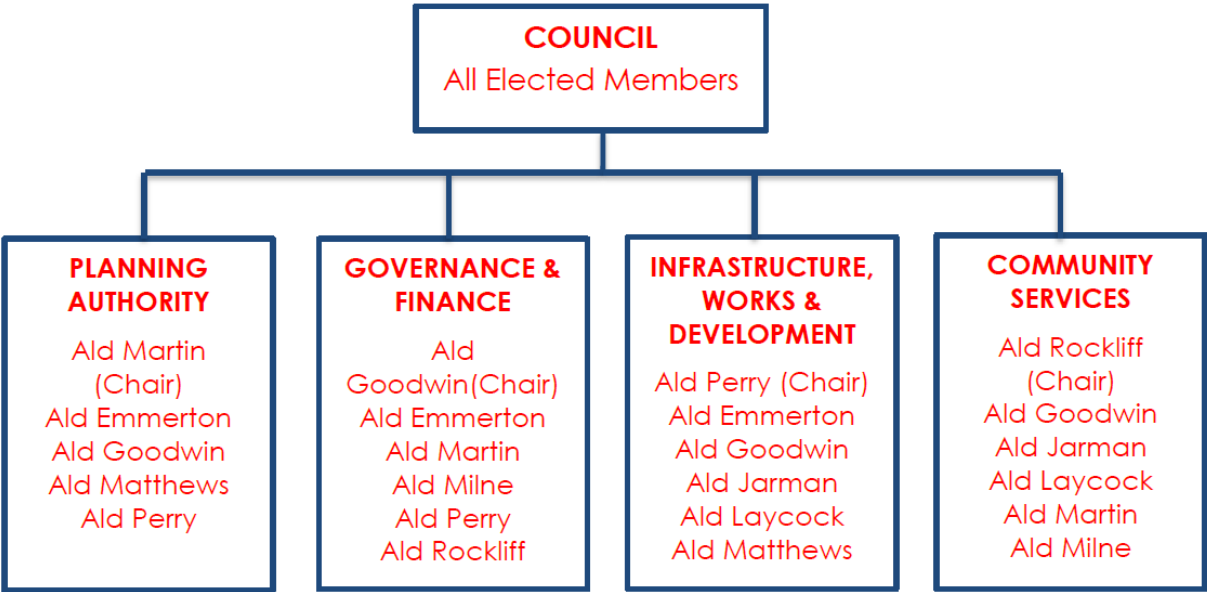 COUNCIL
All Elected Members
PLANNING
AUTHORITY
Ald Martin
(Chair)
Ald Emmerton
Ald Goodwin
Ald Matthews
Ald Perry
GOVERNANCE &
FINANCE
Ald
Goodwin(Chair)
Ald Emmerton
Ald Martin
Ald Milne
Ald Perry
Ald Rockliff
INFRASTRUCTURE,
WORKS &
DEVELOPMENT
Ald Perry (Chair)
Ald Emmerton
Ald Goodwin
Ald Jarman
Ald Laycock
Ald Matthews
COMMUNITY
SERVICES
Ald Rockliff
(Chair)
Ald Goodwin
Ald Jarman
Ald Laycock
Ald Martin
Ald Milne